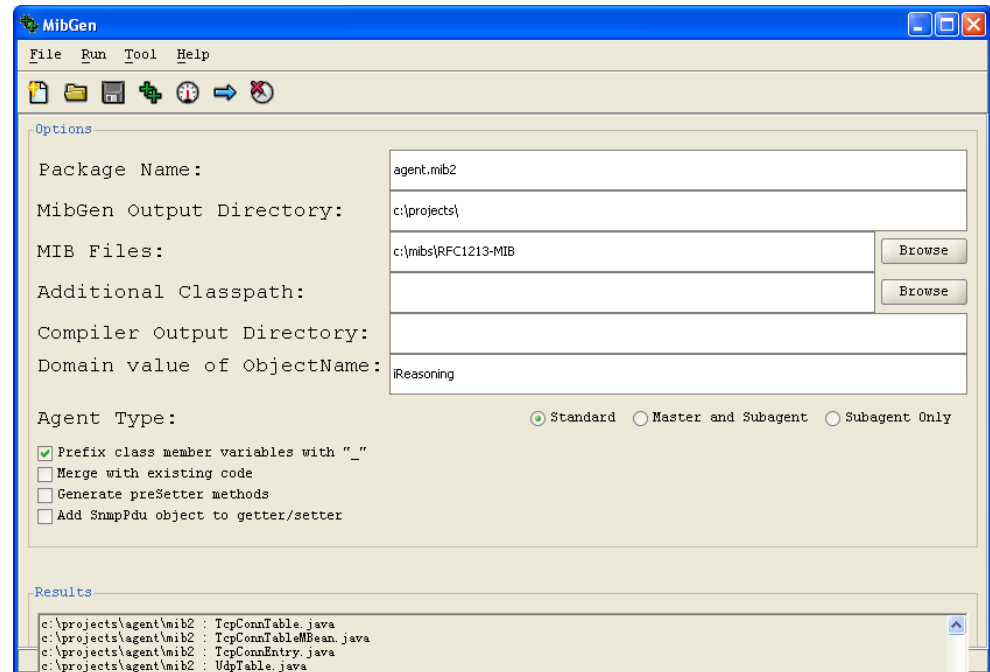 MibGen
File Run Tool Help
Options
Package Name:
agent.mib2
MibGen Output Directory:
c:\projects\
MIB Files:
c:\mibs\RFC1213-MIB
Browse
Additional Classpath:
Browse
Compiler Output Directory:
Domain value of ObjectName:
iReasoning
Agent Type:
Standard Master and Subagent Subagent Only
Prefix class member variables with "_"
Merge with existing code
Generate preSetter methods
Add SnmpPdu object to getter/setter
Results
c:\projects\agent\mib2 : TcpConnTable.java
c:\projects\agent\mib2 : TcpConnTableMBean.java
c:\projects\agent\mib2 : TcpConnEntry.java
c:\projects\agent\mib2 : UdpTable.java